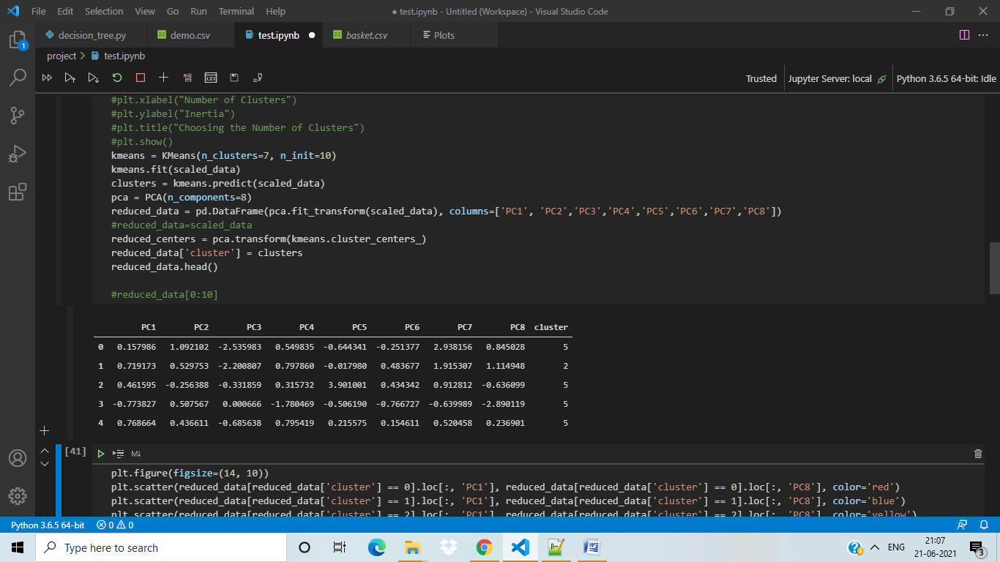 File Edit Selection View Go Run Terminal Help ● test.ipynb - Untitled (Workspace) - Visual Studio Code
decision_tree.py demo.csv test.ipynb ● basket.csv Plots
1
project > test.ipynb
Trusted Jupyter Server: local Python 3.6.5 64-bit: Idle
#plt.xlabel("Number of Clusters")
#plt.ylabel("Inertia")
#plt.title("Choosing the Number of Clusters")
#plt.show()
kmeans = KMeans(n_clusters=7, n_init=10)
kmeans.fit(scaled_data)
clusters = kmeans.predict(scaled_data)
pca = PCA(n_components=8)
reduced_data = pd.DataFrame(pca.fit_transform(scaled_data), columns=['PC1', 'PC2','PC3','PC4','PC5','PC6','PC7','PC8'])
#reduced_data=scaled_data
reduced_centers = pca.transform(kmeans.cluster_centers_)
reduced_data['cluster'] = clusters
reduced_data.head()
#reduced_data[0:10]
PC1 PC2 PC3 PC4 PC5 PC6 PC7 PC8 cluster
0 0.157986 1.092102 -2.535983 0.549835 -0.644341 -0.251377 2.938156 0.845028 5
1 0.719173 0.529753 -2.200807 0.797860 -0.017980 0.483677 1.915307 1.114948 2
2 0.461595 -0.256388 -0.331859 0.315732 3.901001 0.434342 0.912812 -0.636099 5
3 -0.773827 0.507567 0.000666 -1.780469 -0.506190 -0.766727 -0.639989 -2.890119 5
4 0.768664 0.436611 -0.685638 0.795419 0.215575 0.154611 0.520458 0.236901 5
[41] M↓
plt.figure(figsize=(14, 10))
plt.scatter(reduced_data[reduced_data['cluster'] == 0].loc[:, 'PC1'], reduced_data[reduced_data['cluster'] == 0].loc[:, 'PC8'], color='red')
plt.scatter(reduced_data[reduced_data['cluster'] == 1].loc[:, 'PC1'], reduced_data[reduced_data['cluster'] == 1].loc[:, 'PC8'], color='blue')
plt.scatter(reduced_data[reduced_data['cluster'] == 2].loc[:, 'PC1'], reduced_data[reduced_data['cluster'] == 2].loc[:, 'PC8'], color='yellow')
Python 3.6.5 64-bit 0 0
Type here to search ENG 21:07
21-06-2021 3